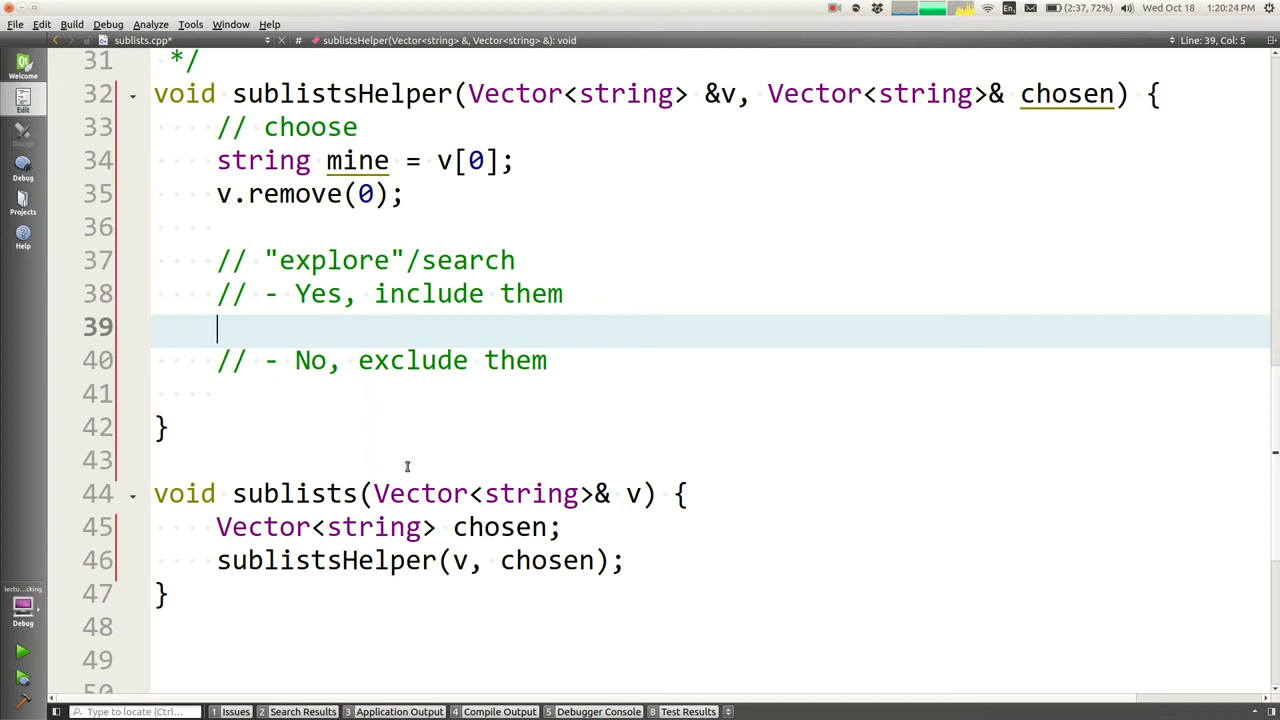 En
(2:37, 72%)
Wed Oct 18
1:20:24 PM
File Edit Build Debug Analyze Tools Window Help
sublists.cpp*
#
sublistsHelper(Vector<string> &, Vector<string> &): void
Line: 39, Col: 5
Qt
Welcome
Edit
Design
Debug
Projects
Help
lectu...cking
Debug
31 */
32 void sublistsHelper(Vector<string> &v, Vector<string>& chosen) {
33 // choose
34 string mine = v[0];
35 v.remove(0);
36
37 // "explore"/search
38 // - Yes, include them
39
40 // - No, exclude them
41
42 }
43
44 void sublists(Vector<string>& v) {
45 Vector<string> chosen;
46 sublistsHelper(v, chosen);
47 }
48
49
50
Type to locate (Ctrl...
1 Issues 2 Search Results 3 Application Output 4 Compile Output 5 Debugger Console 8 Test Results